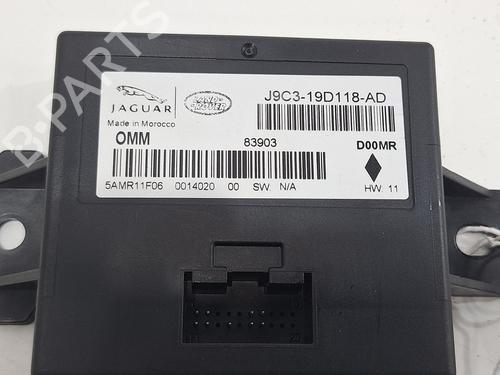 B-PARTS
JAGUAR
LAND-
ROVER
J9C3-19D118-AD
Made in Morocco
OMM
83903
D00MR
5AMR11F06 0014020 00 SW. N/A
HW. 11